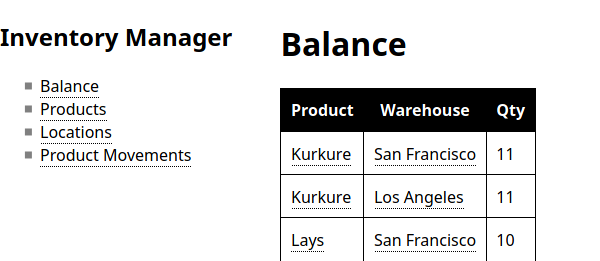 Inventory Manager
Balance
Products
Locations
Product Movements
Balance
Product Warehouse Qty
Kurkure San Francisco 11
Kurkure Los Angeles 11
Lays San Francisco 10